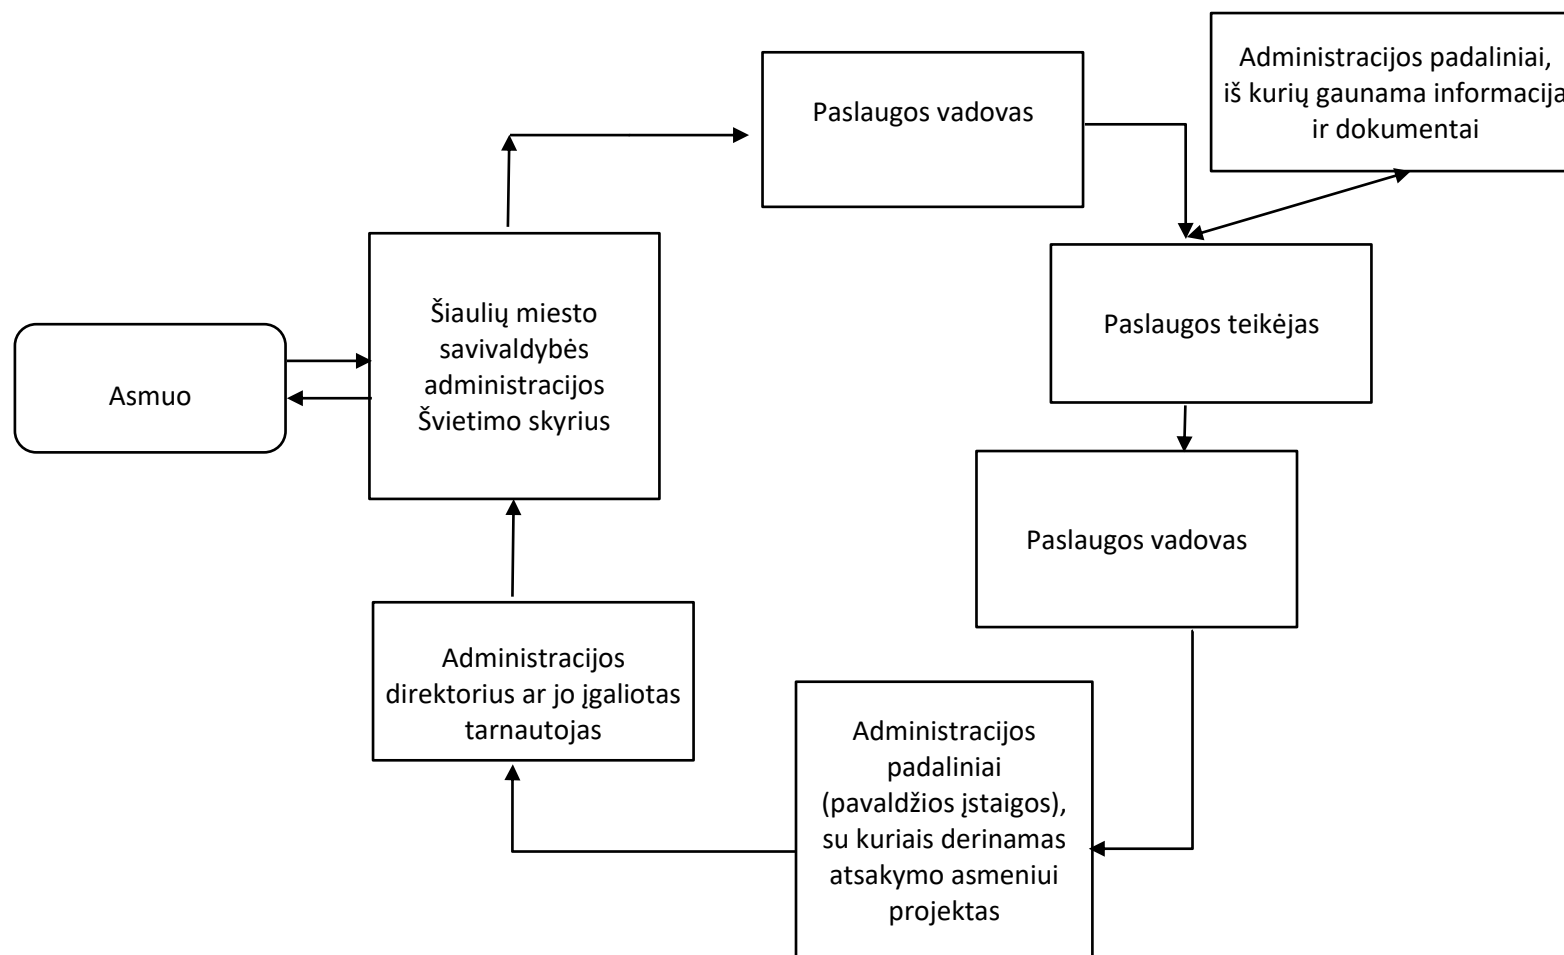 Paslaugos vadovas
Administracijos padaliniai,
iš kurių gaunama informacija
ir dokumentai
Šiaulių miesto
savivaldybės
administracijos
Švietimo skyrius
Paslaugos teikėjas
Asmuo
Paslaugos vadovas
Administracijos
direktorius ar jo įgaliotas
tarnautojas
Administracijos
padaliniai
(pavaldžios įstaigos),
su kuriais derinamas
atsakymo asmeniui
projektas